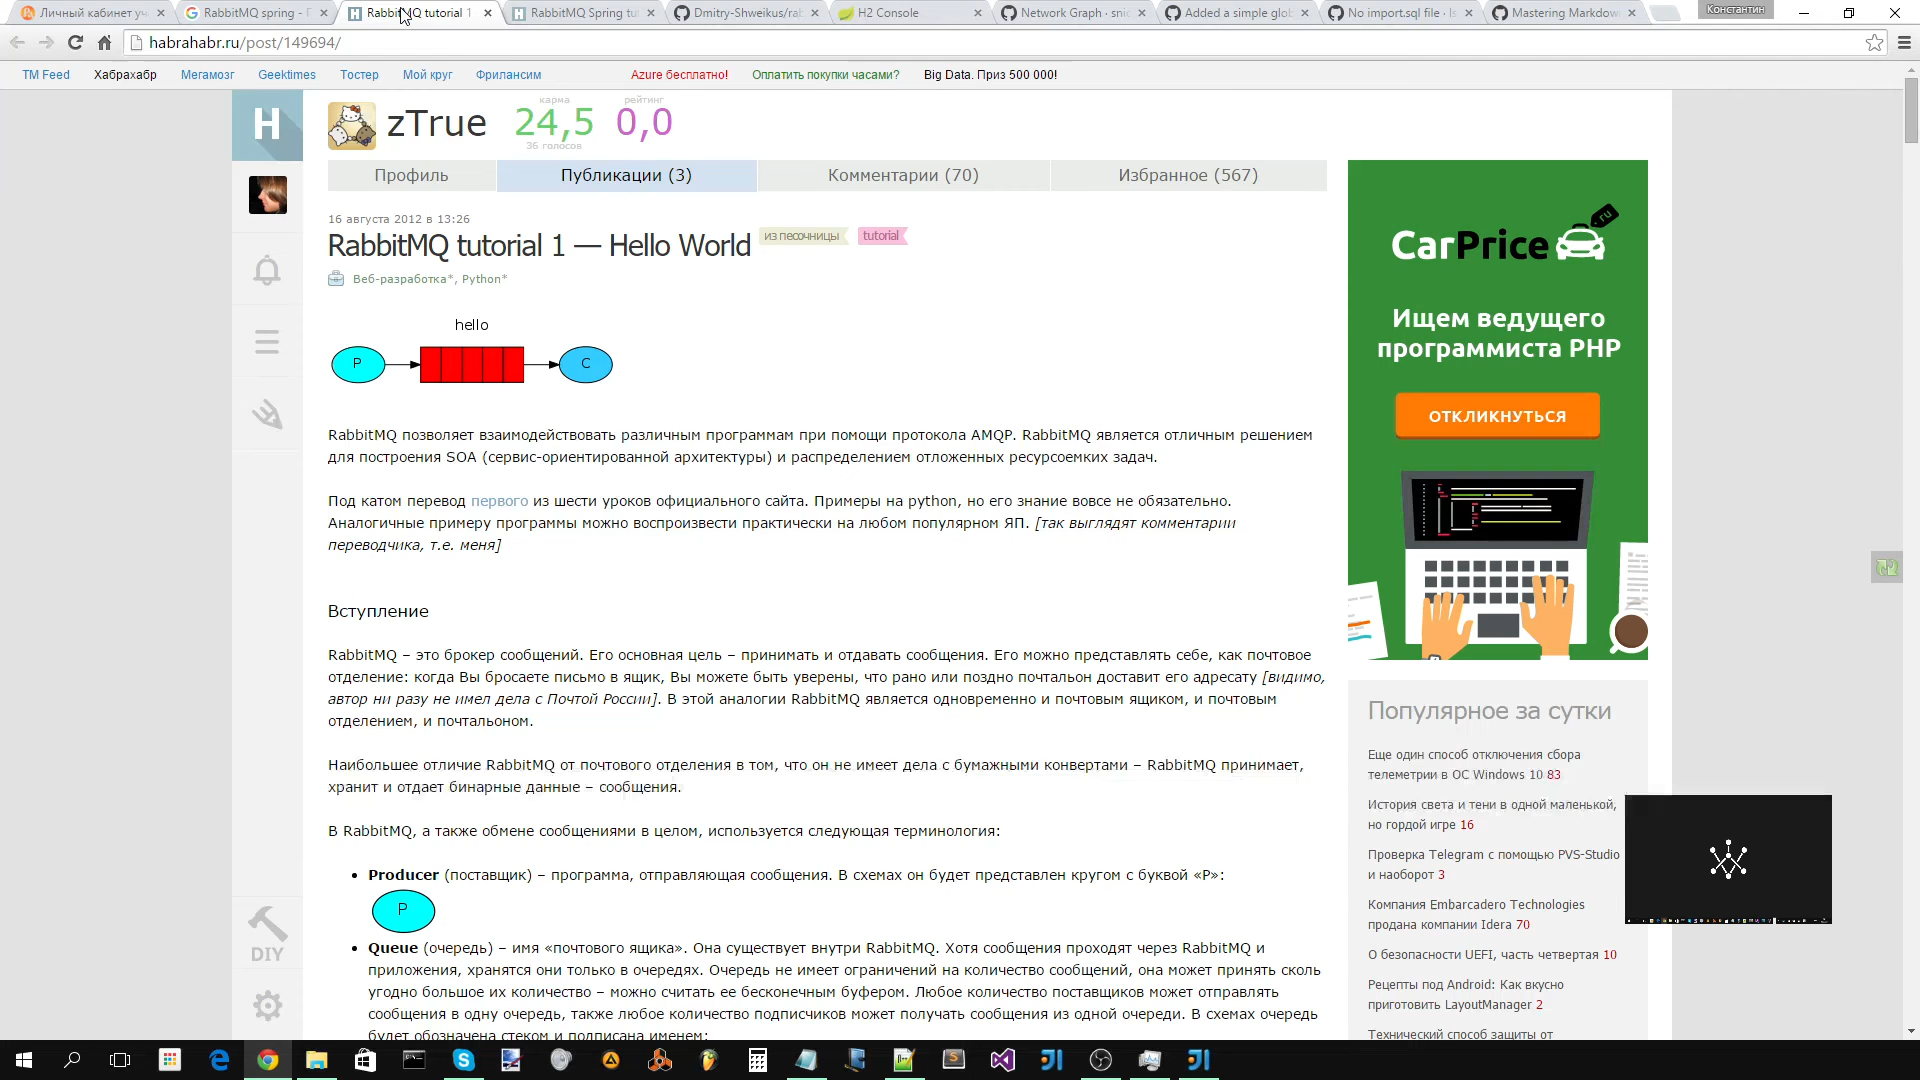 Личный кабинет уч
RabbitMQ spring - П
RabbitMQ tutorial 1
RabbitMQ Spring tut
Dmitry-Shweikus/rab
H2 Console
Network Graph · snic
Added a simple glob
No import.sql file · Is
Mastering Markdown
Константин
habrahabr.ru/post/149694/
TM Feed
Хабрахабр
Мегамозг
Geektimes
Тостер
Мой круг
Фрилансим
Azure бесплатно!
Оплатить покупки часами?
Big Data. Приз 500 000!
H
zTrue
карма
24,5
36 голосов
рейтинг
0,0
Профиль
Публикации (3)
Комментарии (70)
Избранное (567)
16 августа 2012 в 13:26
RabbitMQ tutorial 1 — Hello World
из песочницы
tutorial
Веб-разработка*, Python*
hello
P
C
RabbitMQ позволяет взаимодействовать различным программам при помощи протокола AMQP. RabbitMQ является отличным решением
для построения SOA (сервис-ориентированной архитектуры) и распределением отложенных ресурсоемких задач.
Под катом перевод первого из шести уроков официального сайта. Примеры на python, но его знание вовсе не обязательно.
Аналогичные примеру программы можно воспроизвести практически на любом популярном ЯП. [так выглядят комментарии
переводчика, т.е. меня]
Вступление
RabbitMQ – это брокер сообщений. Его основная цель – принимать и отдавать сообщения. Его можно представлять себе, как почтовое
отделение: когда Вы бросаете письмо в ящик, Вы можете быть уверены, что рано или поздно почтальон доставит его адресату [видимо,
автор ни разу не имел дела с Почтой России]. В этой аналогии RabbitMQ является одновременно и почтовым ящиком, и почтовым
отделением, и почтальоном.
Наибольшее отличие RabbitMQ от почтового отделения в том, что он не имеет дела с бумажными конвертами – RabbitMQ принимает,
хранит и отдает бинарные данные – сообщения.
В RabbitMQ, а также обмене сообщениями в целом, используется следующая терминология:
• Producer (поставщик) – программа, отправляющая сообщения. В схемах он будет представлен кругом с буквой «P»:
P
• Queue (очередь) – имя «почтового ящика». Она существует внутри RabbitMQ. Хотя сообщения проходят через RabbitMQ и
приложения, хранятся они только в очередях. Очередь не имеет ограничений на количество сообщений, она может принять сколь
угодно большое их количество – можно считать ее бесконечным буфером. Любое количество поставщиков может отправлять
сообщения в одну очередь, также любое количество подписчиков может получать сообщения из одной очереди. В схемах очередь
будет обозначена стеком и подписана именем:
DIY
CarPrice
.ru
Ищем ведущего
программиста PHP
ОТКЛИКНУТЬСЯ
Популярное за сутки
Еще один способ отключения сбора
телеметрии в ОС Windows 10 83
История света и тени в одной маленькой,
но гордой игре 16
Проверка Telegram с помощью PVS-Studio
и наоборот 3
Компания Embarcadero Technologies
продана компании Idera 70
О безопасности UEFI, часть четвертая 10
Рецепты под Android: Как вкусно
приготовить LayoutManager 2
Технический способ защиты от